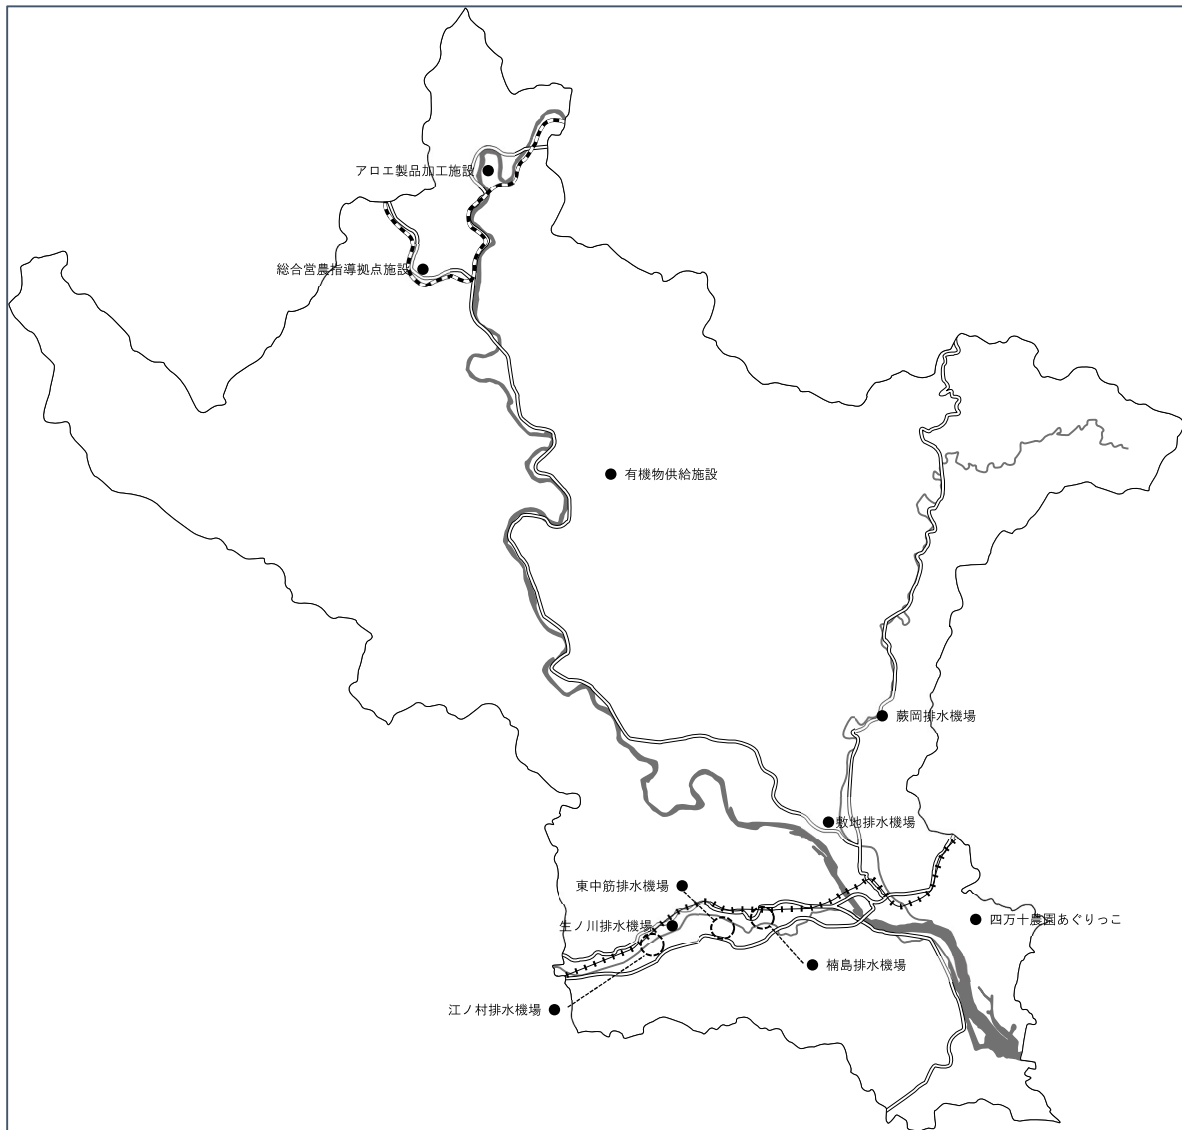 アロエ製品加工施設
総合営農指導拠点施設
有機物供給施設
蕨岡排水機場
敷地排水機場
東中筋排水機場
生ノ川排水機場
四万十農園あぐりっこ
楠島排水機場
江ノ村排水機場